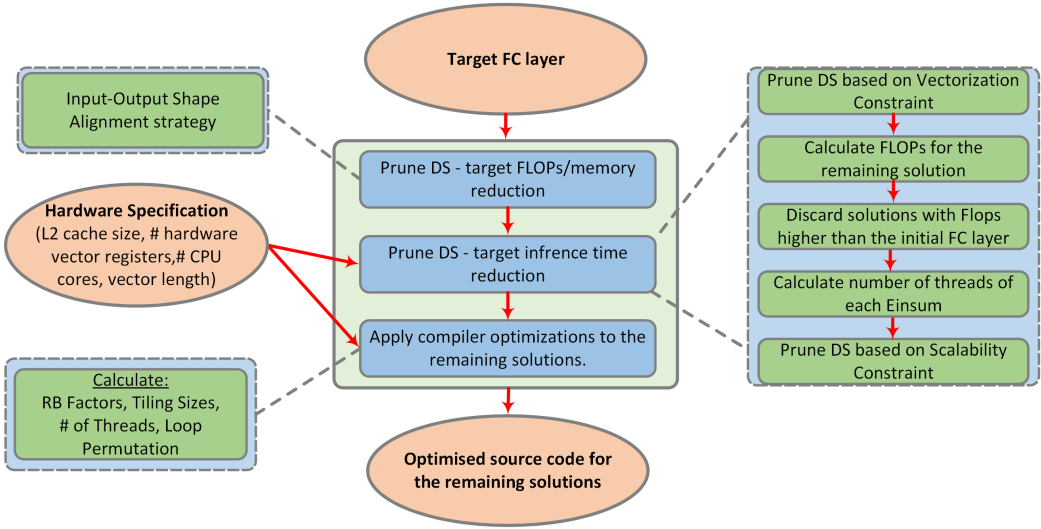 Target FC layer
Input-Output Shape
Alignment strategy
Prune DS - target FLOPs/memory
reduction
Hardware Specification
(L2 cache size, # hardware
vector registers,# CPU
cores, vector length)
Prune DS - target infrence time
reduction
Apply compiler optimizations to the
remaining solutions.
Calculate:
RB Factors, Tiling Sizes,
# of Threads, Loop
Permutation
Optimised source code for
the remaining solutions
Prune DS based on Vectorization
Constraint
Calculate FLOPs for the
remaining solution
Discard solutions with Flops
higher than the initial FC layer
Calculate number of threads of
each Einsum
Prune DS based on Scalability
Constraint